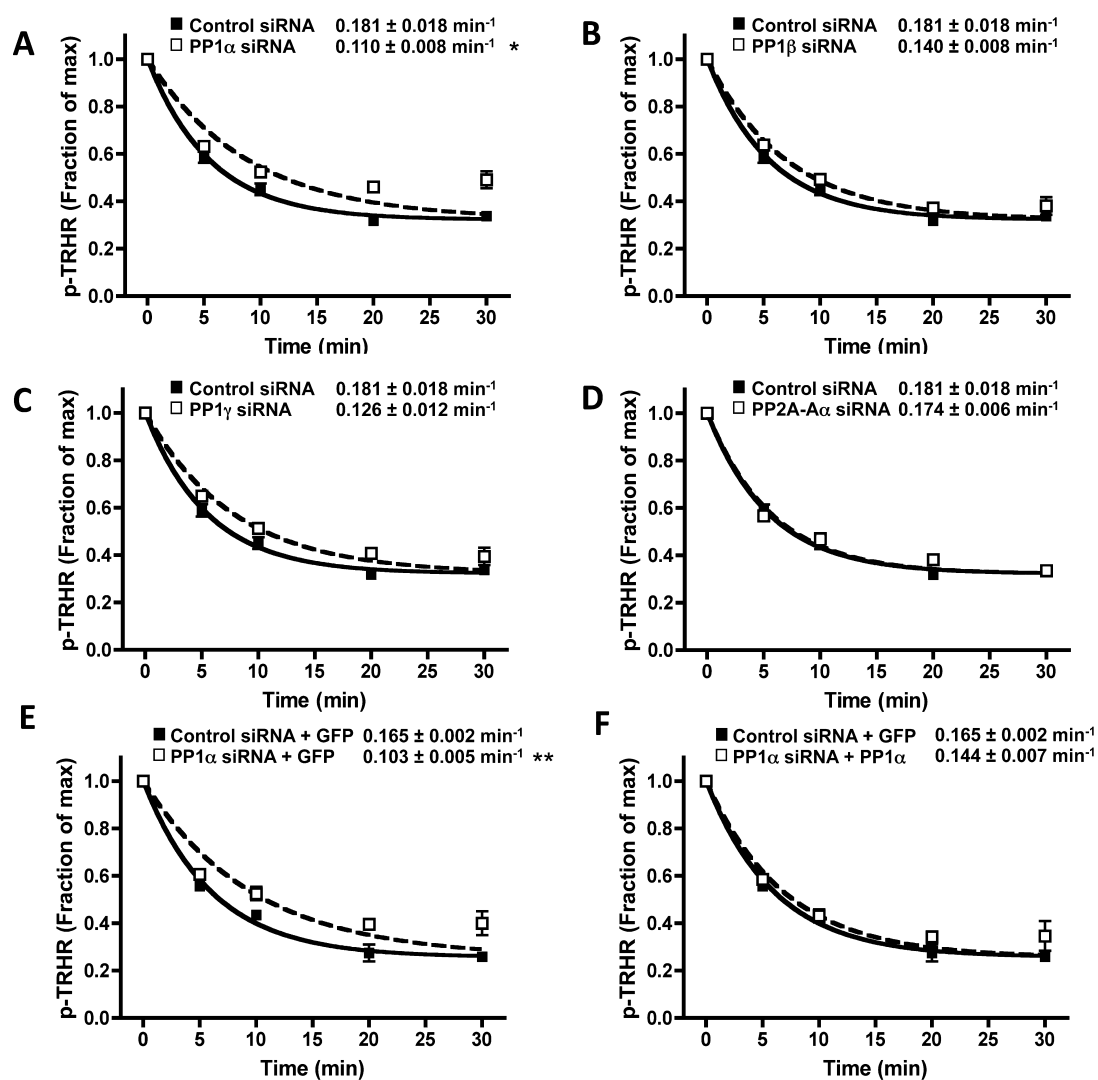 A
Control siRNA 0.181 ± 0.018 min-1
PP1α siRNA 0.110 ± 0.008 min-1 *
p-TRHR (Fraction of max)
1.0
0.8
0.6
0.4
0.2
0.0
0 5 10 15 20 25 30
Time (min)
B
Control siRNA 0.181 ± 0.018 min-1
PP1β siRNA 0.140 ± 0.008 min-1
p-TRHR (Fraction of max)
1.0
0.8
0.6
0.4
0.2
0.0
0 5 10 15 20 25 30
Time (min)
C
Control siRNA 0.181 ± 0.018 min-1
PP1γ siRNA 0.126 ± 0.012 min-1
p-TRHR (Fraction of max)
1.0
0.8
0.6
0.4
0.2
0.0
0 5 10 15 20 25 30
Time (min)
D
Control siRNA 0.181 ± 0.018 min-1
PP2A-Aα siRNA 0.174 ± 0.006 min-1
p-TRHR (Fraction of max)
1.0
0.8
0.6
0.4
0.2
0.0
0 5 10 15 20 25 30
Time (min)
E
Control siRNA + GFP 0.165 ± 0.002 min-1
PP1α siRNA + GFP 0.103 ± 0.005 min-1 **
p-TRHR (Fraction of max)
1.0
0.8
0.6
0.4
0.2
0.0
0 5 10 15 20 25 30
Time (min)
F
Control siRNA + GFP 0.165 ± 0.002 min-1
PP1α siRNA + PP1α 0.144 ± 0.007 min-1
p-TRHR (Fraction of max)
1.0
0.8
0.6
0.4
0.2
0.0
0 5 10 15 20 25 30
Time (min)